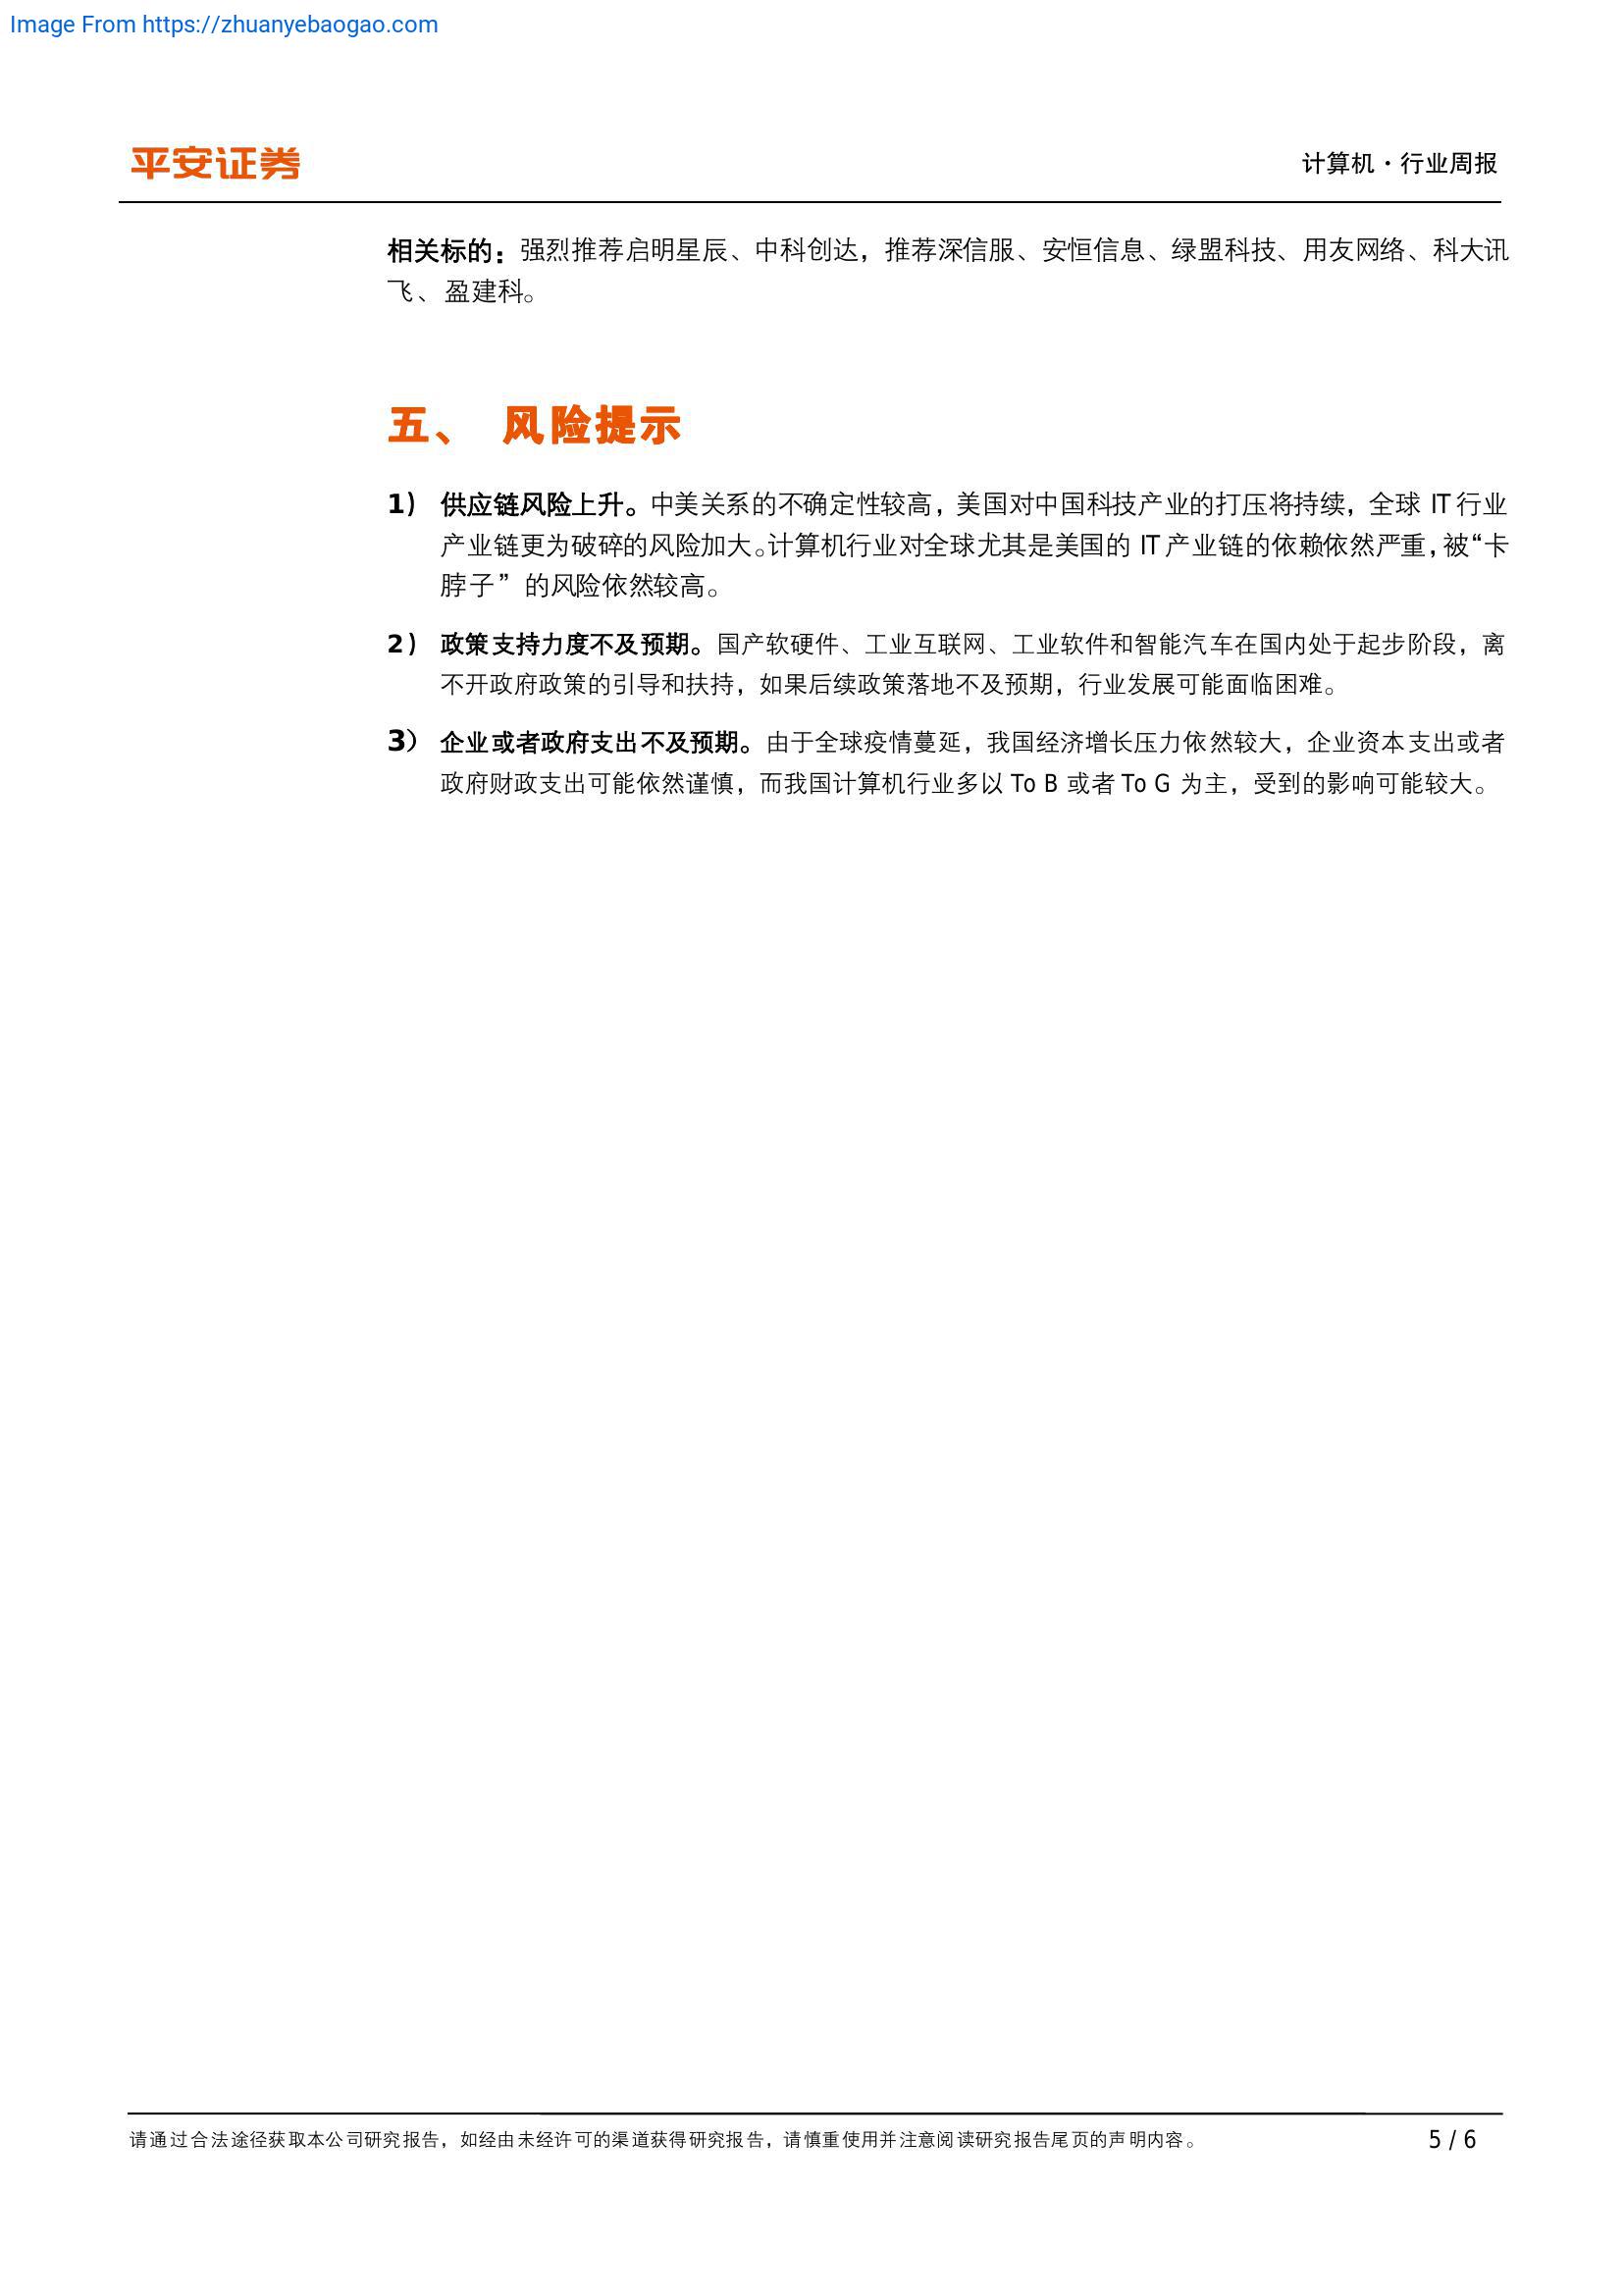 Image From https://zhuanyebaogao.com
平安证券
计算机·行业周报
相关标的：强烈推荐启明星辰、中科创达，推荐深信服、安恒信息、绿盟科技、用友网络、科大讯
飞、盈建科。
五、 风险提示
1） 供应链风险上升。中美关系的不确定性较高，美国对中国科技产业的打压将持续，全球 IT 行业
产业链更为破碎的风险加大。计算机行业对全球尤其是美国的 IT 产业链的依赖依然严重，被“卡
脖子”的风险依然较高。
2） 政策支持力度不及预期。国产软硬件、工业互联网、工业软件和智能汽车在国内处于起步阶段，离
不开政府政策的引导和扶持，如果后续政策落地不及预期，行业发展可能面临困难。
3） 企业或者政府支出不及预期。由于全球疫情蔓延，我国经济增长压力依然较大，企业资本支出或者
政府财政支出可能依然谨慎，而我国计算机行业多以 To B 或者 To G 为主，受到的影响可能较大。
请通过合法途径获取本公司研究报告，如经由未经许可的渠道获得研究报告，请慎重使用并注意阅读研究报告尾页的声明内容。
5 / 6